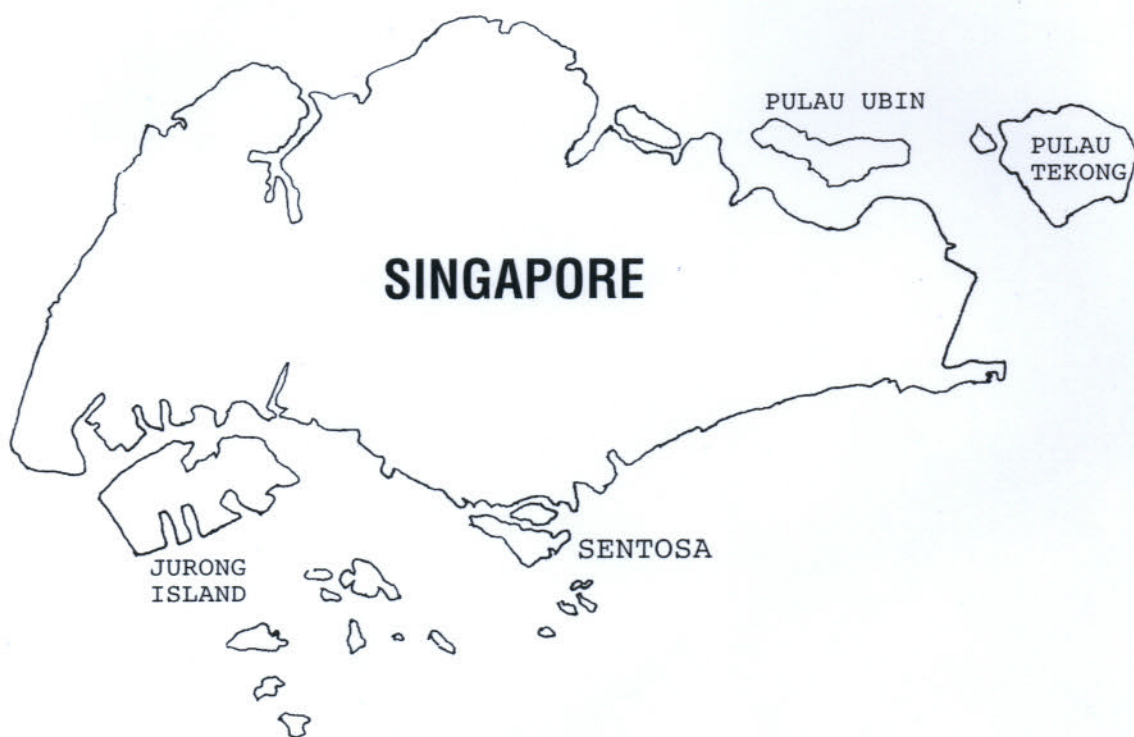 PULAU UBIN
PULAU
TEKONG
SINGAPORE
SENTOSA
JURONG
ISLAND